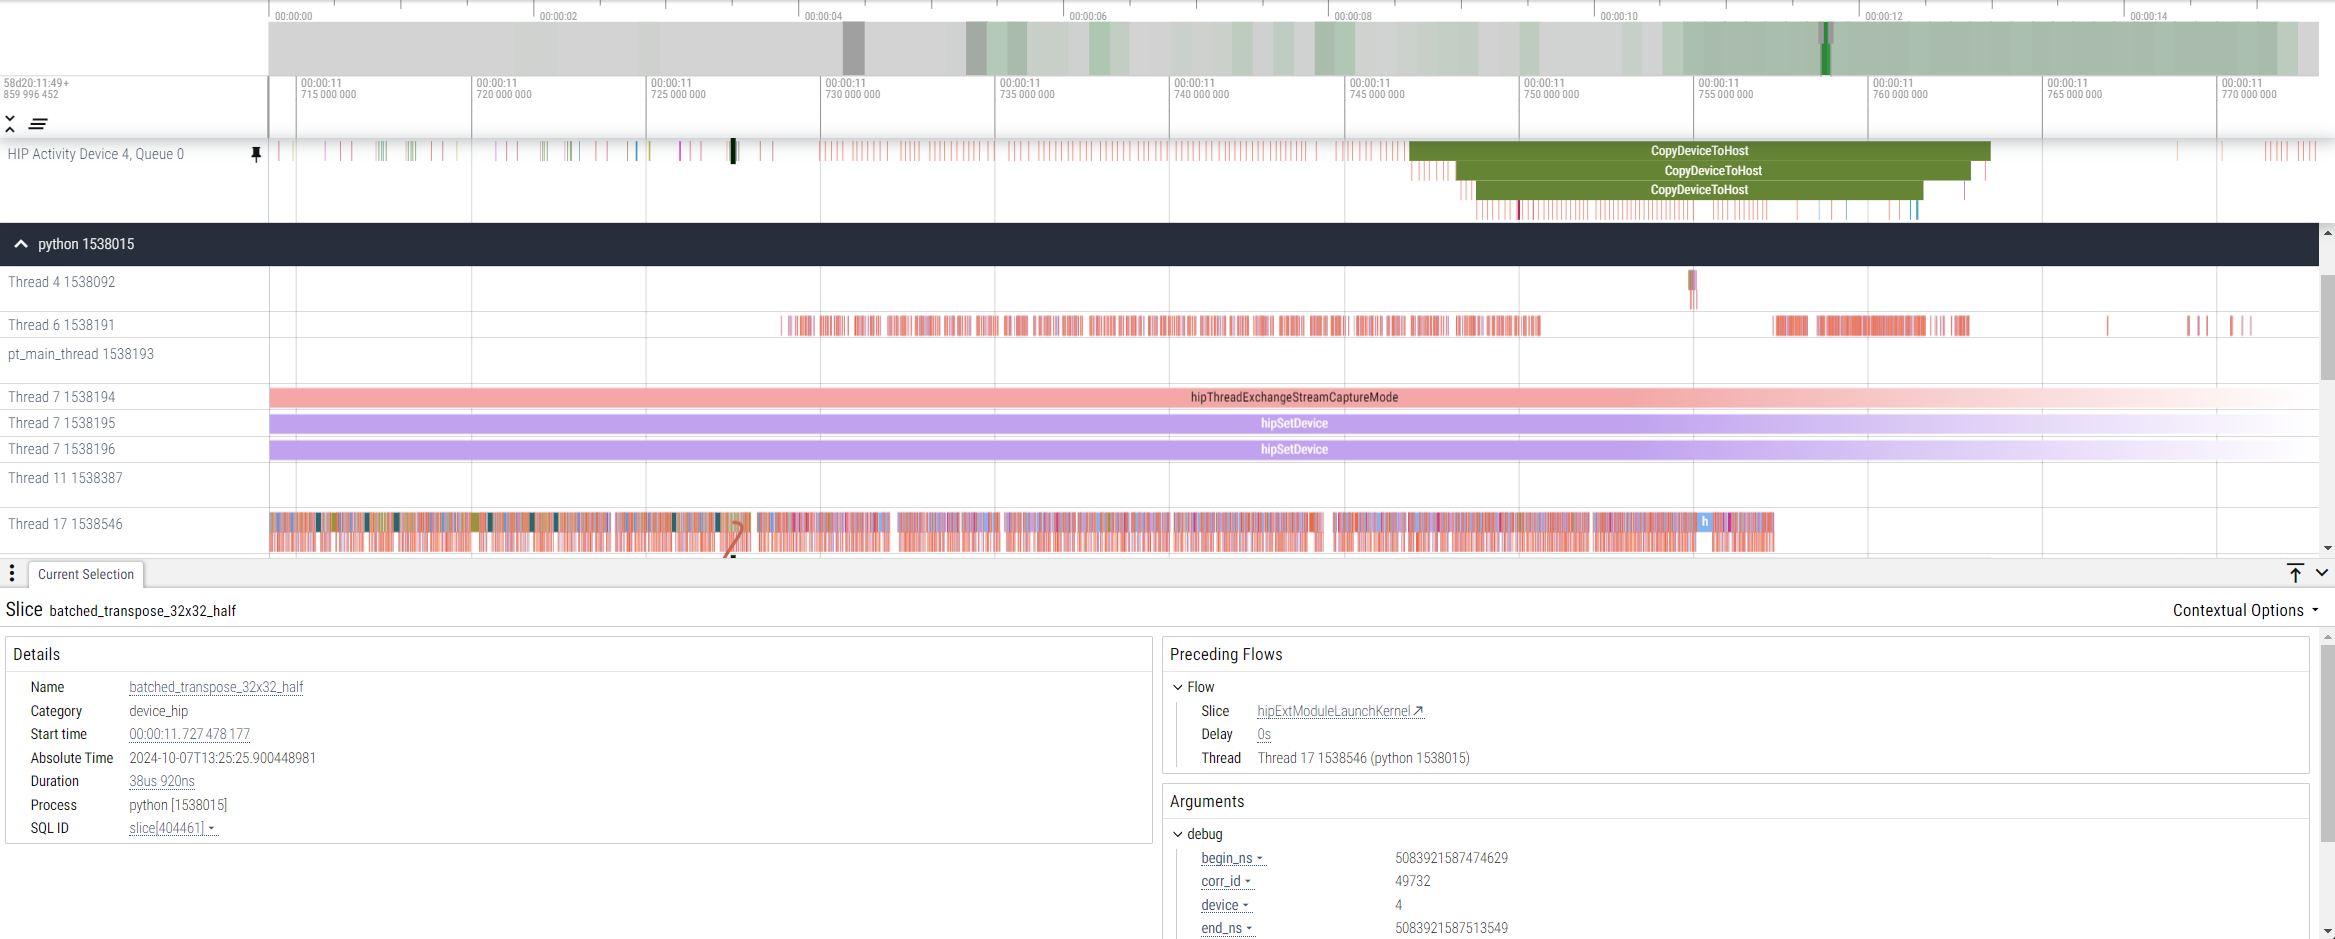 00:00:00 00:00:02 00:00:04 00:00:06 00:00:08 00:00:10 00:00:12 00:00:14
58d20:11:49+ 00:00:11 00:00:11 00:00:11 00:00:11 00:00:11 00:00:11 00:00:11 00:00:11 00:00:11 00:00:11 00:00:11 00:00:11
859 996 452 715 000 000 720 000 000 725 000 000 730 000 000 735 000 000 740 000 000 745 000 000 750 000 000 755 000 000 760 000 000 765 000 000 770 000 000
HIP Activity Device 4, Queue 0 CopyDeviceToHost
CopyDeviceToHost
CopyDeviceToHost
python 1538015
Thread 4 1538092
Thread 6 1538191
pt_main_thread 1538193
Thread 7 1538194 hipThreadExchangeStreamCaptureMode
Thread 7 1538195 hipSetDevice
Thread 7 1538196 hipSetDevice
Thread 11 1538387
Thread 17 1538546 h
Current Selection
Slice batched_transpose_32x32_half Contextual Options
Details
Name batched_transpose_32x32_half
Category device_hip
Start time 00:00:11.727 478 177
Absolute Time 2024-10-07T13:25:25.900448981
Duration 38us 920ns
Process python [1538015]
SQL ID slice[404461]
Preceding Flows
Flow
Slice hipExtModuleLaunchKernel
Delay 0s
Thread Thread 17 1538546 (python 1538015)
Arguments
debug
begin_ns 5083921587474629
corr_id 49732
device 4
end_ns 5083921587513549